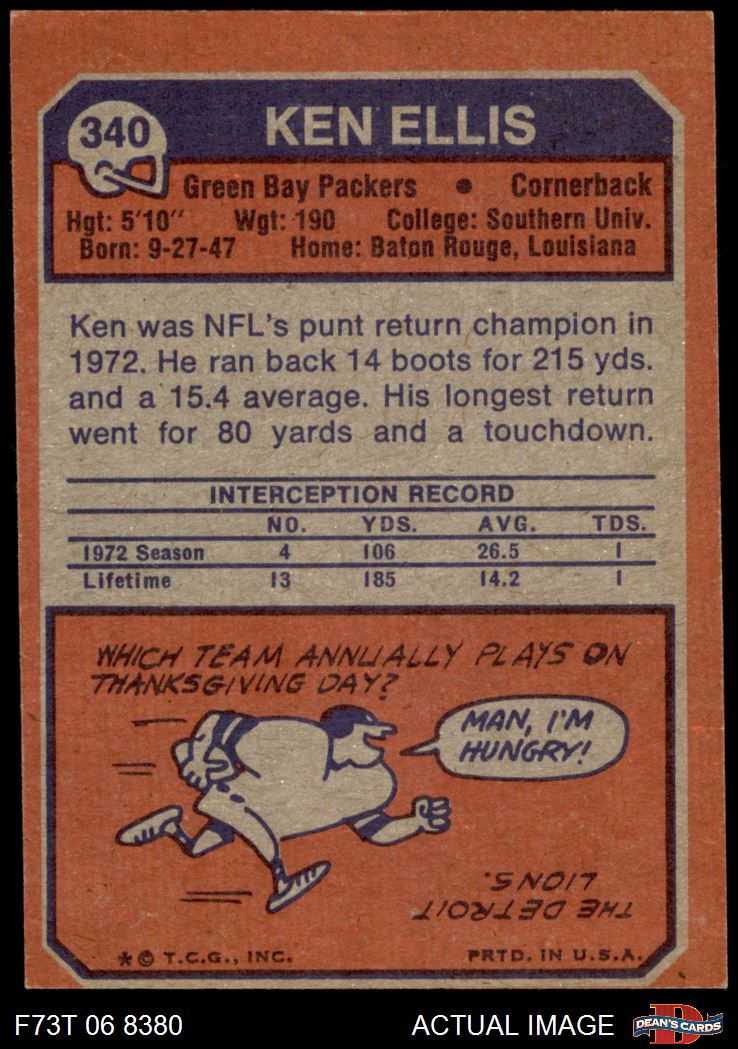 340
KEN ELLIS
Green Bay Packers • Cornerback
Hgt: 5'10" Wgt: 190 College: Southern Univ.
Born: 9-27-47 Home: Baton Rouge, Louisiana
Ken was NFL's punt return champion in
1972. He ran back 14 boots for 215 yds.
and a 15.4 average. His longest return
went for 80 yards and a touchdown.
INTERCEPTION RECORD
NO. YDS. AVG. TDS.
1972 Season 4 106 26.5 1
Lifetime 13 185 14.2 1
WHICH TEAM ANNUALLY PLAYS ON
THANKSGIVING DAY?
MAN, I'M
HUNGRY!
THE DETROIT
LIONS.
* © T.C.G., INC. PRTD. IN U.S.A.
F73T 06 8380 ACTUAL IMAGE
D
DEAN'S CARDS